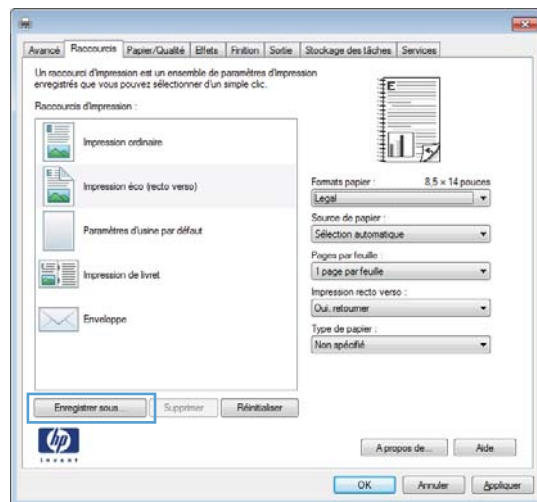 Avancé Raccourcis Papier/Qualité Effets Finition Sortie Stockage des tâches Services
Un raccourci d'impression est un ensemble de paramètres d'impression
enregistrés que vous pouvez sélectionner d'un simple clic.
Raccourcis d'impression :
Impression ordinaire
Impression éco (recto verso)
Paramètres d'usine par défaut
Impression de livret
Enveloppe
E
Formats papier : 8,5 × 14 pouces
Legal
Source de papier :
Sélection automatique
Pages par feuille :
1 page par feuille
Impression recto verso :
Oui, retourner
Type de papier :
Non spécifié
Enregistrer sous... Supprimer Réinitialiser
hp
invent
A propos de... Aide
OK Annuler Appliquer